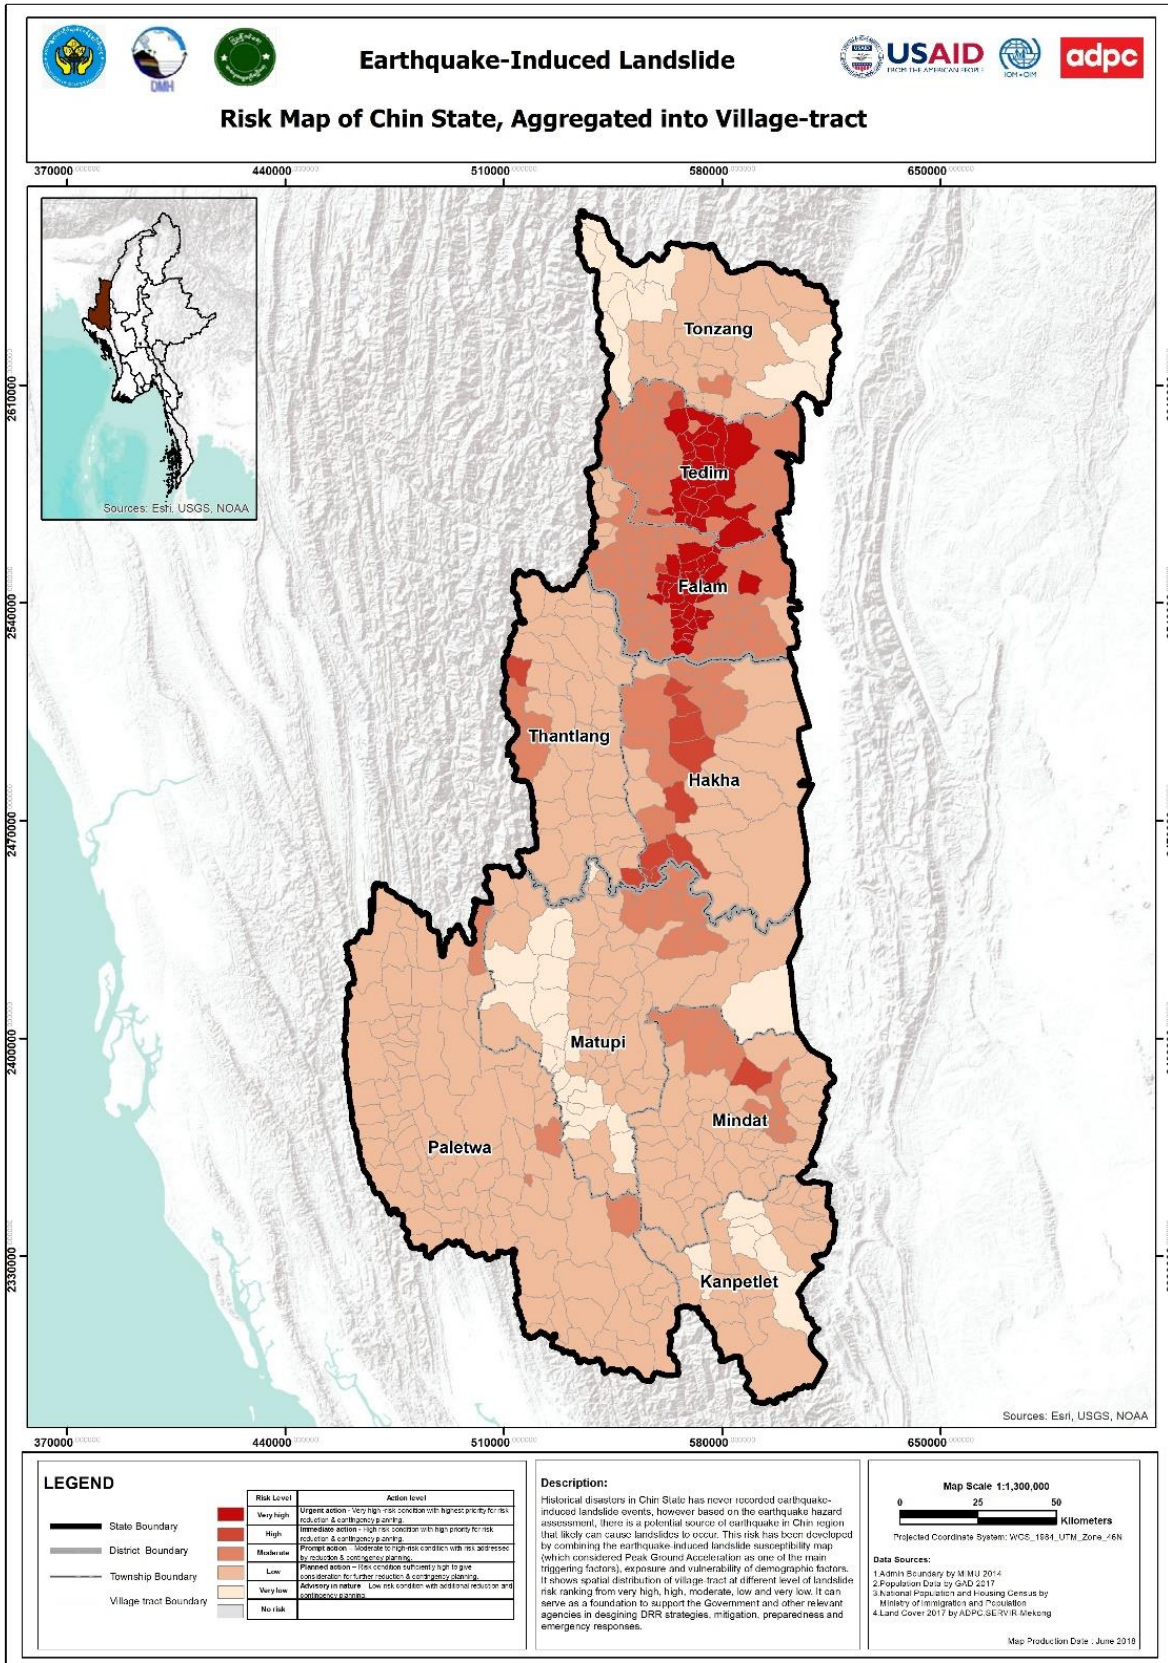 Earthquake-Induced Landslide
Risk Map of Chin State, Aggregated into Village-tract
DMH
USAID
FROM THE AMERICAN PEOPLE
IOM • OIM
adpc
370000 440000 510000 580000 650000
2610000
2540000
2470000
2400000
2330000
Sources: Esri, USGS, NOAA
Tonzang
Tedim
Falam
Thantlang
Hakha
Matupi
Mindat
Paletwa
Kanpetlet
Sources: Esri, USGS, NOAA
370000 440000 510000 580000 650000
LEGEND
State Boundary
District Boundary
Township Boundary
Village tract Boundary
Risk Level Action level
Very high Urgent action - Very high -risk condition with highest priority for risk
reduction & contingency planning.
High Immediate action - High risk condition with high priority for risk
reduction & contingency planning.
Moderate Prompt action - Moderate to high-risk condition with risk addressed
by reduction & contingency planning.
Low Planned action - Risk condition sufficiently high to give
consideration for further reduction & contingency planning.
Very low Advisory in nature Low risk condition with additional reduction and
contingency planning.
No risk
Description:
Historical disasters in Chin State has never recorded earthquake-
induced landslide events, however based on the earthquake hazard
assessment, there is a potential source of earthquake in Chin region
that likely can cause landslides to occur. This risk has been developed
by combining the earthquake-induced landslide susceptibility map
(which considered Peak Ground Acceleration as one of the main
triggering factors), exposure and vulnerability of demographic factors.
It shows spatial distribution of village-tract at different level of landslide
risk ranking from very high, high, moderate, low and very low. It can
serve as a foundation to support the Government and other relevant
agencies in desgining DRR strategies, mitigation, preparedness and
emergency responses.
Map Scale 1:1,300,000
0 25 50
Kilometers
Projected Coordinate System: WCS_1984_UTM_Zone_46N
Data Sources:
1.Admin Boundary by MIMU 2014
2.Population Data by GAD 2017
3.National Population and Housing Census by
Ministry of Immigration and Population
4.Land Cover 2017 by ADPC,SERVIR-Mekong
Map Production Date : June 2018